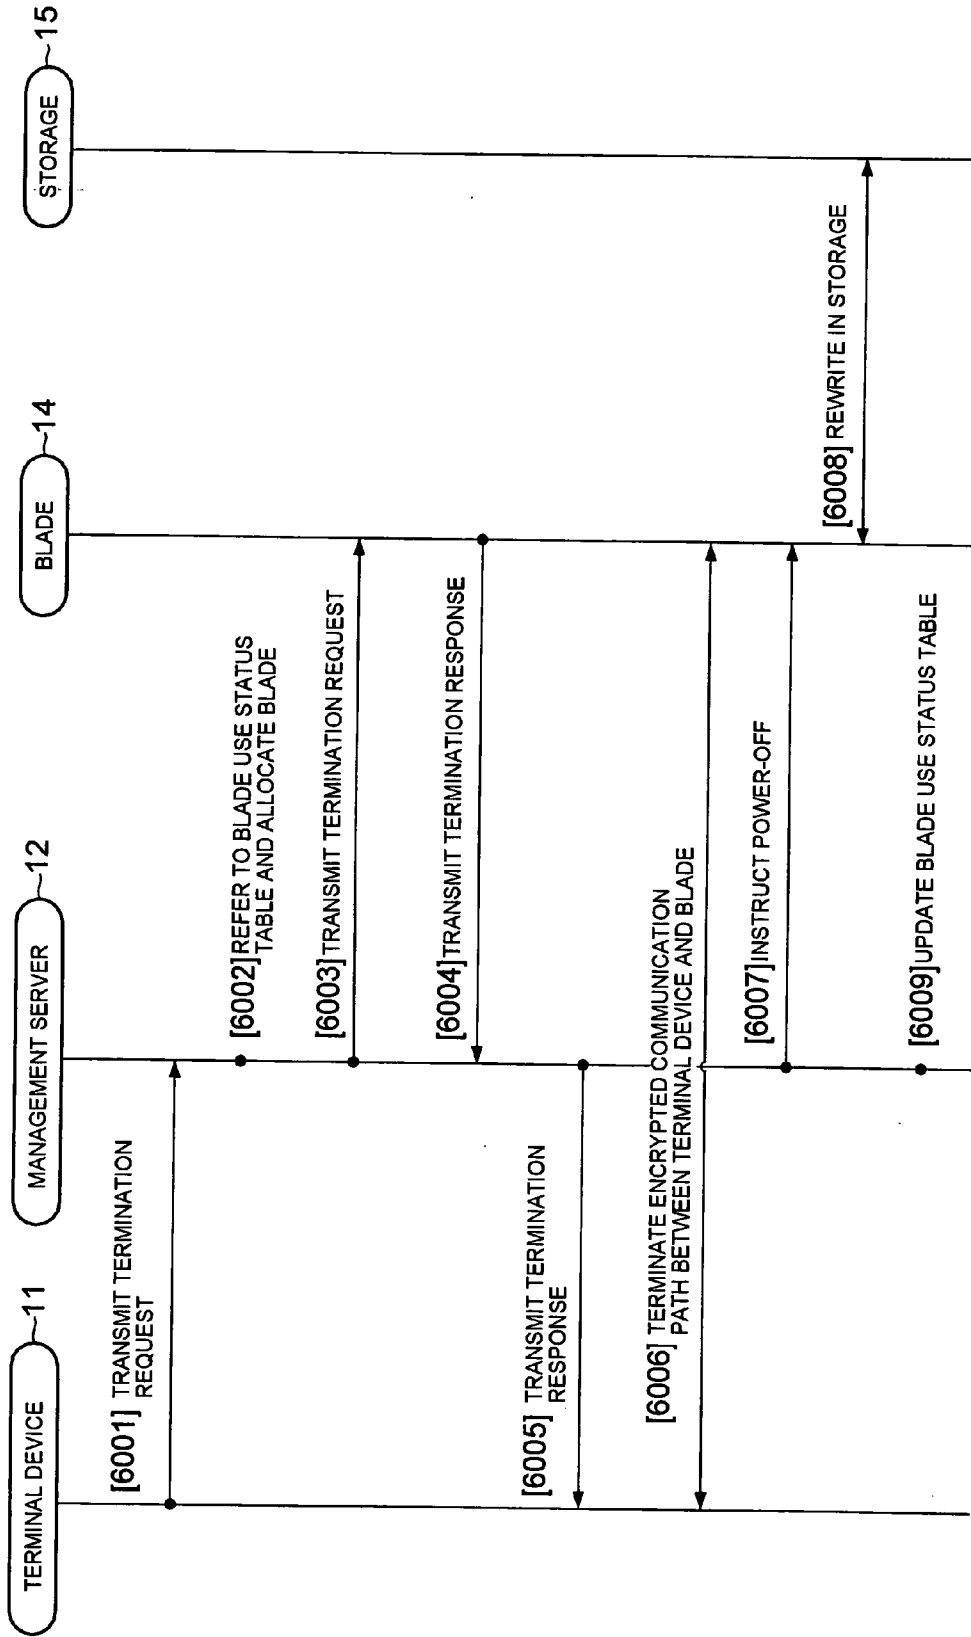 TERMINAL DEVICE
~11
MANAGEMENT SERVER
~12
BLADE
~14
STORAGE
~15
[6001] TRANSMIT TERMINATION
REQUEST
[6002]REFER TO BLADE USE STATUS
TABLE AND ALLOCATE BLADE
[6003]TRANSMIT TERMINATION REQUEST
[6004]TRANSMIT TERMINATION RESPONSE
[6005] TRANSMIT TERMINATION
RESPONSE
[6006] TERMINATE ENCRYPTED COMMUNICATION
PATH BETWEEN TERMINAL DEVICE AND BLADE
[6007]INSTRUCT POWER-OFF
[6008] REWRITE IN STORAGE
[6009]UPDATE BLADE USE STATUS TABLE